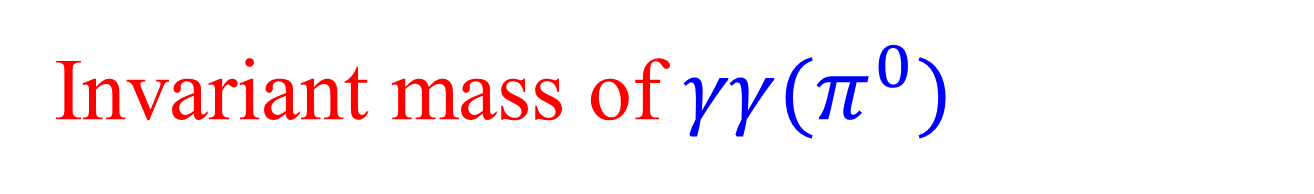 Invariant mass of γγ(π⁰)